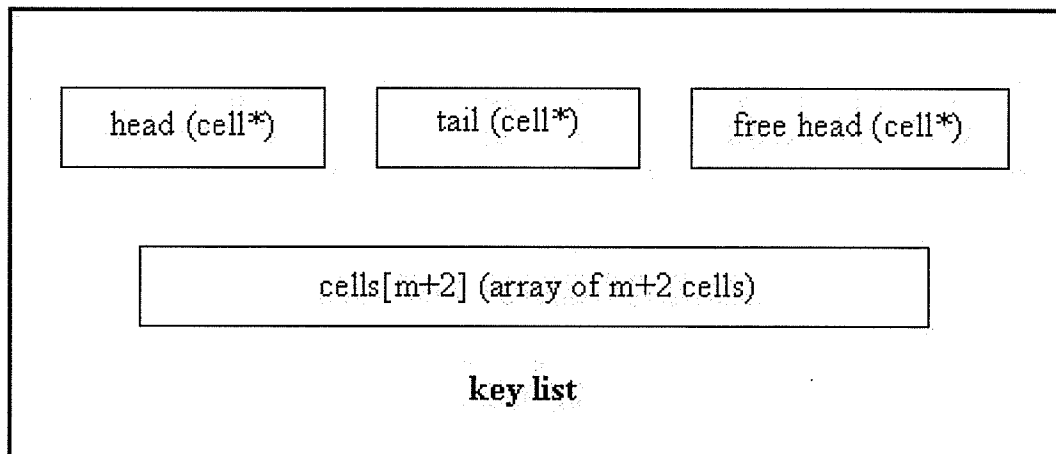 head (cell*)
tail (cell*)
free head (cell*)
cells[m+2] (array of m+2 cells)
key list